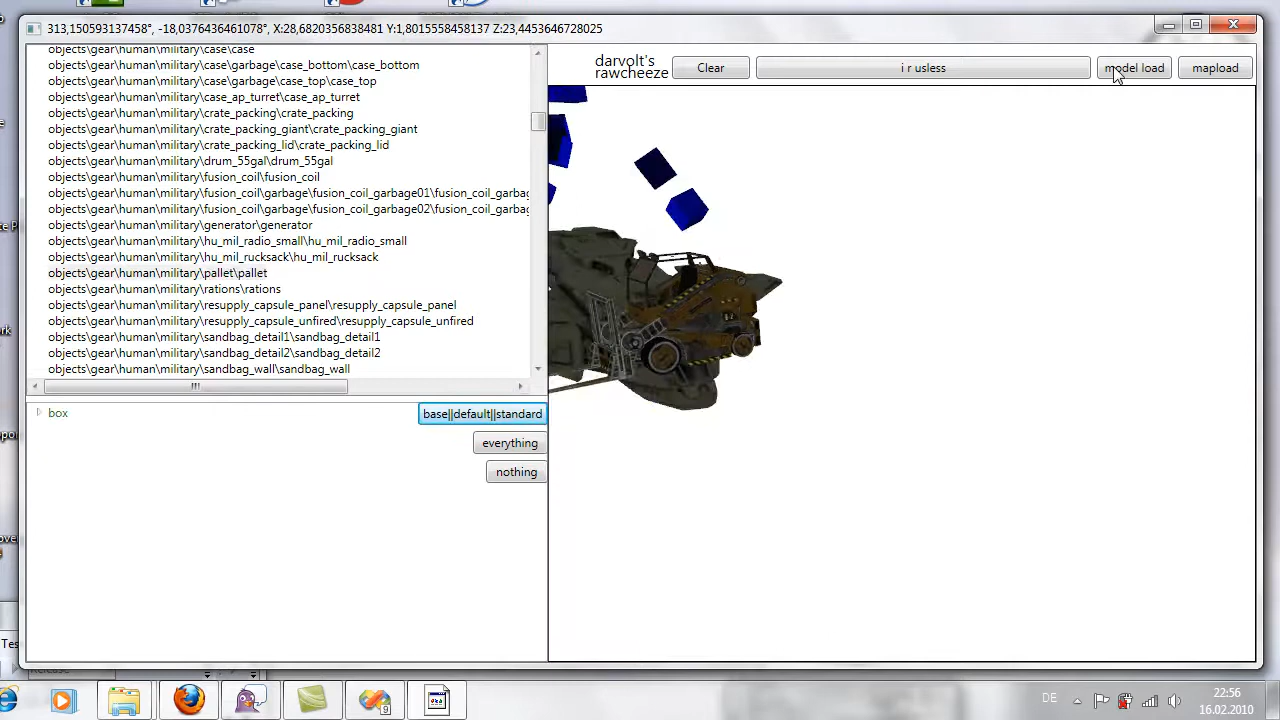 313,150593137458°, -18,0376436461078°, X:28,6820356838481 Y:1,8015558458137 Z:23,4453646728025
objects\gear\human\military\case\case
objects\gear\human\military\case\garbage\case_bottom\case_bottom
objects\gear\human\military\case\garbage\case_top\case_top
objects\gear\human\military\case_ap_turret\case_ap_turret
objects\gear\human\military\crate_packing\crate_packing
objects\gear\human\military\crate_packing_giant\crate_packing_giant
objects\gear\human\military\crate_packing_lid\crate_packing_lid
objects\gear\human\military\drum_55gal\drum_55gal
objects\gear\human\military\fusion_coil\fusion_coil
objects\gear\human\military\fusion_coil\garbage\fusion_coil_garbage01\fusion_coil_garbag
objects\gear\human\military\fusion_coil\garbage\fusion_coil_garbage02\fusion_coil_garbag
objects\gear\human\military\generator\generator
objects\gear\human\military\hu_mil_radio_small\hu_mil_radio_small
objects\gear\human\military\hu_mil_rucksack\hu_mil_rucksack
objects\gear\human\military\pallet\pallet
objects\gear\human\military\rations\rations
objects\gear\human\military\resupply_capsule_panel\resupply_capsule_panel
objects\gear\human\military\resupply_capsule_unfired\resupply_capsule_unfired
objects\gear\human\military\sandbag_detail1\sandbag_detail1
objects\gear\human\military\sandbag_detail2\sandbag_detail2
objects\gear\human\military\sandbag_wall\sandbag_wall
darvolt's
rawcheeze
Clear
i r usless
model load
mapload
box
base||default||standard
everything
nothing
DE
22:56
16.02.2010